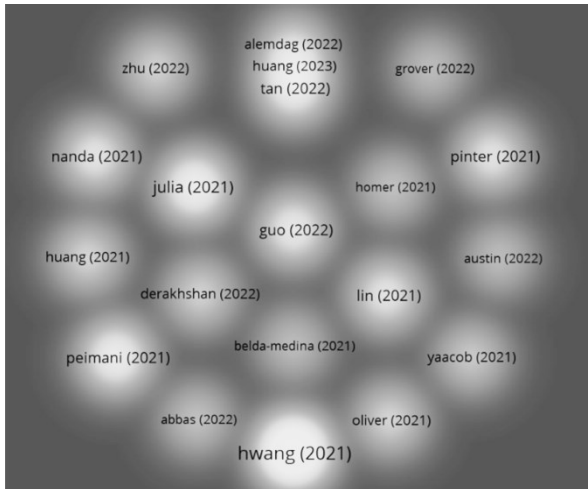 alemdag (2022)
zhu (2022)
huang (2023)
grover (2022)
tan (2022)
nanda (2021)
pinter (2021)
julia (2021)
homer (2021)
guo (2022)
huang (2021)
austin (2022)
derakhshan (2022)
lin (2021)
belda-medina (2021)
peimani (2021)
yaacob (2021)
abbas (2022)
oliver (2021)
hwang (2021)